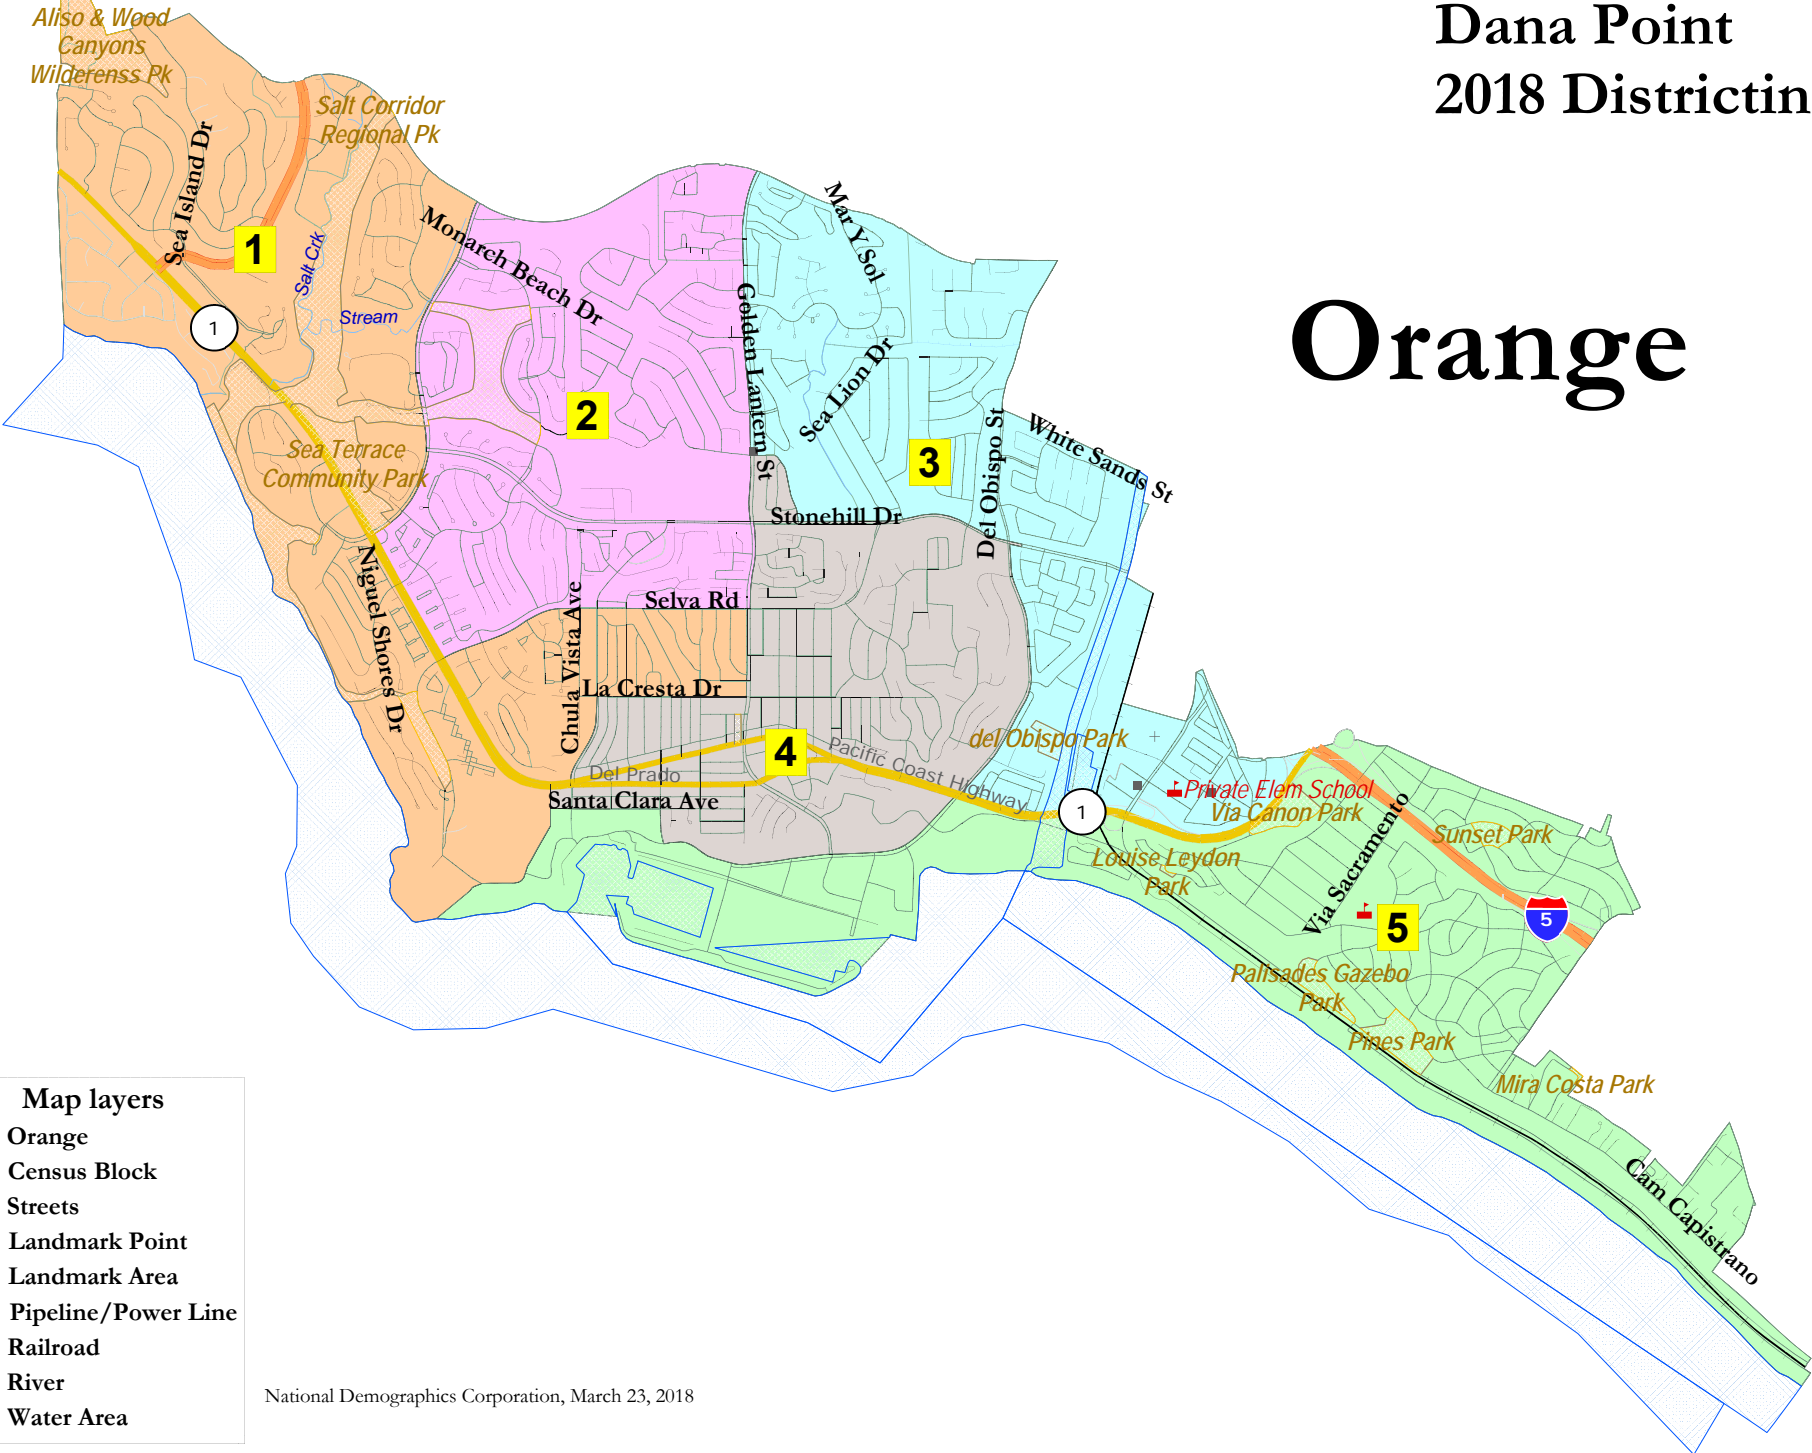 Dana Point
2018 Districtin
Orange
Aliso & Wood
Canyons
Wilderenss Pk
Salt Corridor
Regional Pk
Sea Island Dr
1
Salt Crk
Stream
1
Monarch Beach Dr
Mar Y Sol
Golden Lantern St
Sea Lion Dr
2
3
Sea Terrace
Community Park
Del Obispo St
White Sands St
Stonehill Dr
Niguel Shores Dr
Chula Vista Ave
Selva Rd
La Cresta Dr
4
Del Prado
Pacific Coast Highway
Santa Clara Ave
del Obispo Park
1
Private Elem School
Via Canon Park
Louise Leydon
Park
Via Sacramento
Sunset Park
5
5
Palisades Gazebo
Park
Pines Park
Mira Costa Park
Cam Capistrano
Map layers
Orange
Census Block
Streets
Landmark Point
Landmark Area
Pipeline/Power Line
Railroad
River
Water Area
National Demographics Corporation, March 23, 2018